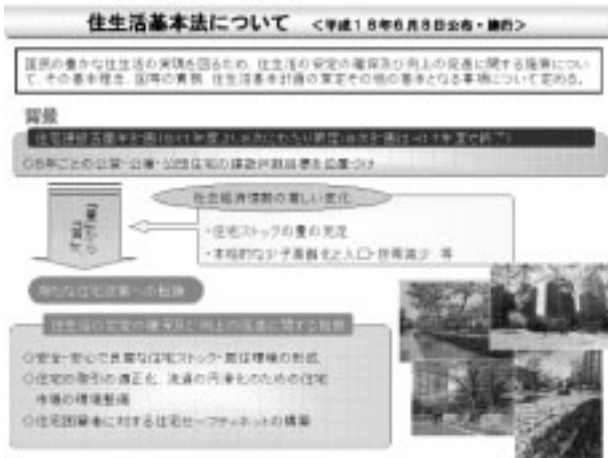 住生活基本法について <平成18年6月8日公布・施行>
国民の豊かな住生活の実現を図るため、住生活の安定の確保及び向上の促進に関する施策につい
て、その基本理念、国等の責務、住生活基本計画の策定その他の基本となる事項について定める。
背景
○5年ごとの公営・公庫・公団住宅の建設戸数目標を位置づけ
社会経済情勢の著しい変化
・住宅ストックの量の充足
・本格的な少子高齢化と人口・世帯減少 等
新たな住宅政策への転換
住生活の安定の確保及び向上の促進に関する施策
○安全・安心で良質な住宅ストック・居住環境の形成
○住宅の取引の適正化、流通の円滑化のための住宅
市場の環境整備
○住宅困窮者に対する住宅セーフティネットの構築